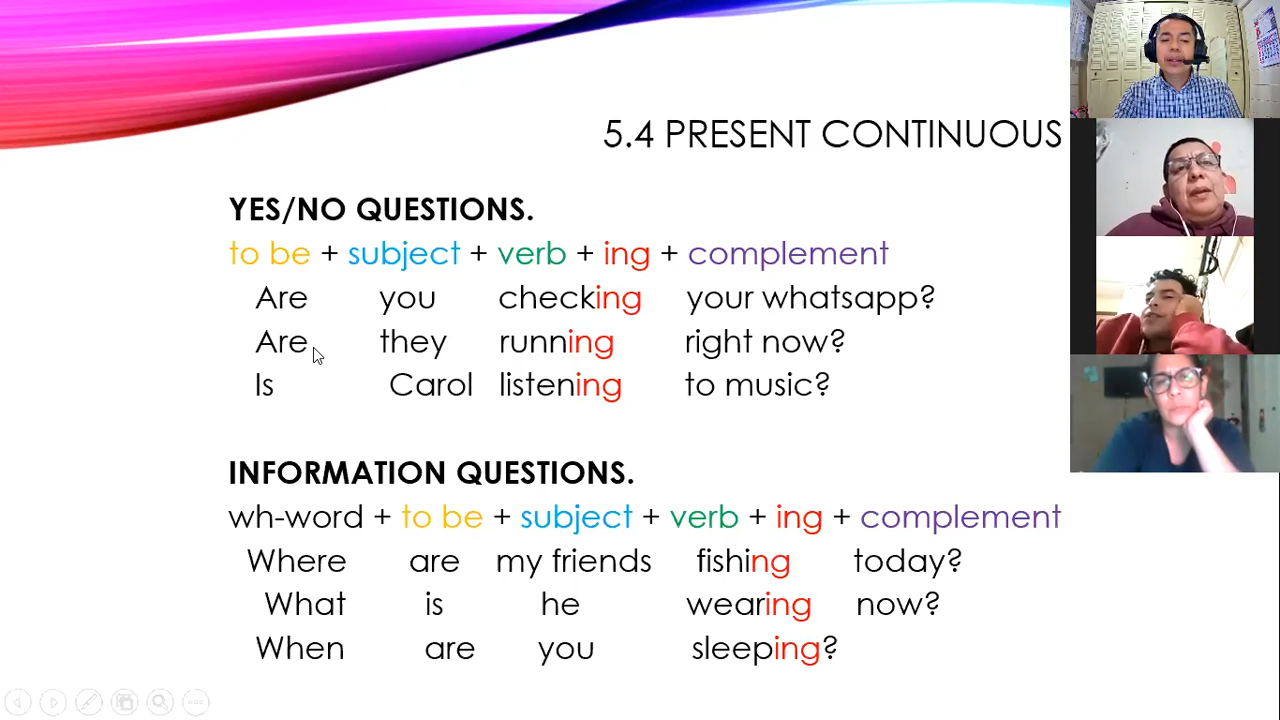 5.4 PRESENT CONTINUOUS
YES/NO QUESTIONS.
to be + subject + verb + ing + complement
Are you checking your whatsapp?
Are they running right now?
Is Carol listening to music?
INFORMATION QUESTIONS.
wh-word + to be + subject + verb + ing + complement
Where are my friends fishing today?
What is he wearing now?
When are you sleeping?